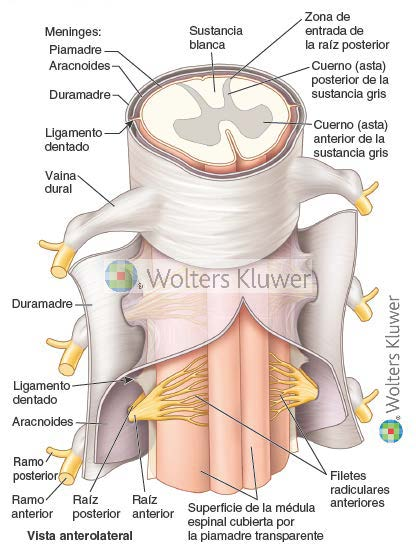 Meninges:
Piamadre
Aracnoides
Duramadre
Ligamento
dentado
Vaina
dural
Sustancia
blanca
Zona de
entrada de
la raíz posterior
Cuerno (asta)
posterior de la
sustancia gris
Cuerno (asta)
anterior de la
sustancia gris
® Wolters Kluwer
Duramadre
Ligamento
dentado
Aracnoides
Ramo
posterior
Ramo
anterior
Raíz
posterior
Raíz
anterior
Superficie de la médula
espinal cubierta por
la piamadre transparente
Filetes
radiculares
anteriores
Vista anterolateral
® Wolters Kluwer